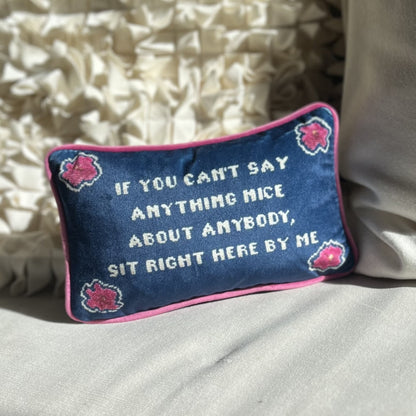 IF YOU CAN'T SAY
ANYTHING NICE
ABOUT ANYBODY,
SIT RIGHT HERE BY ME